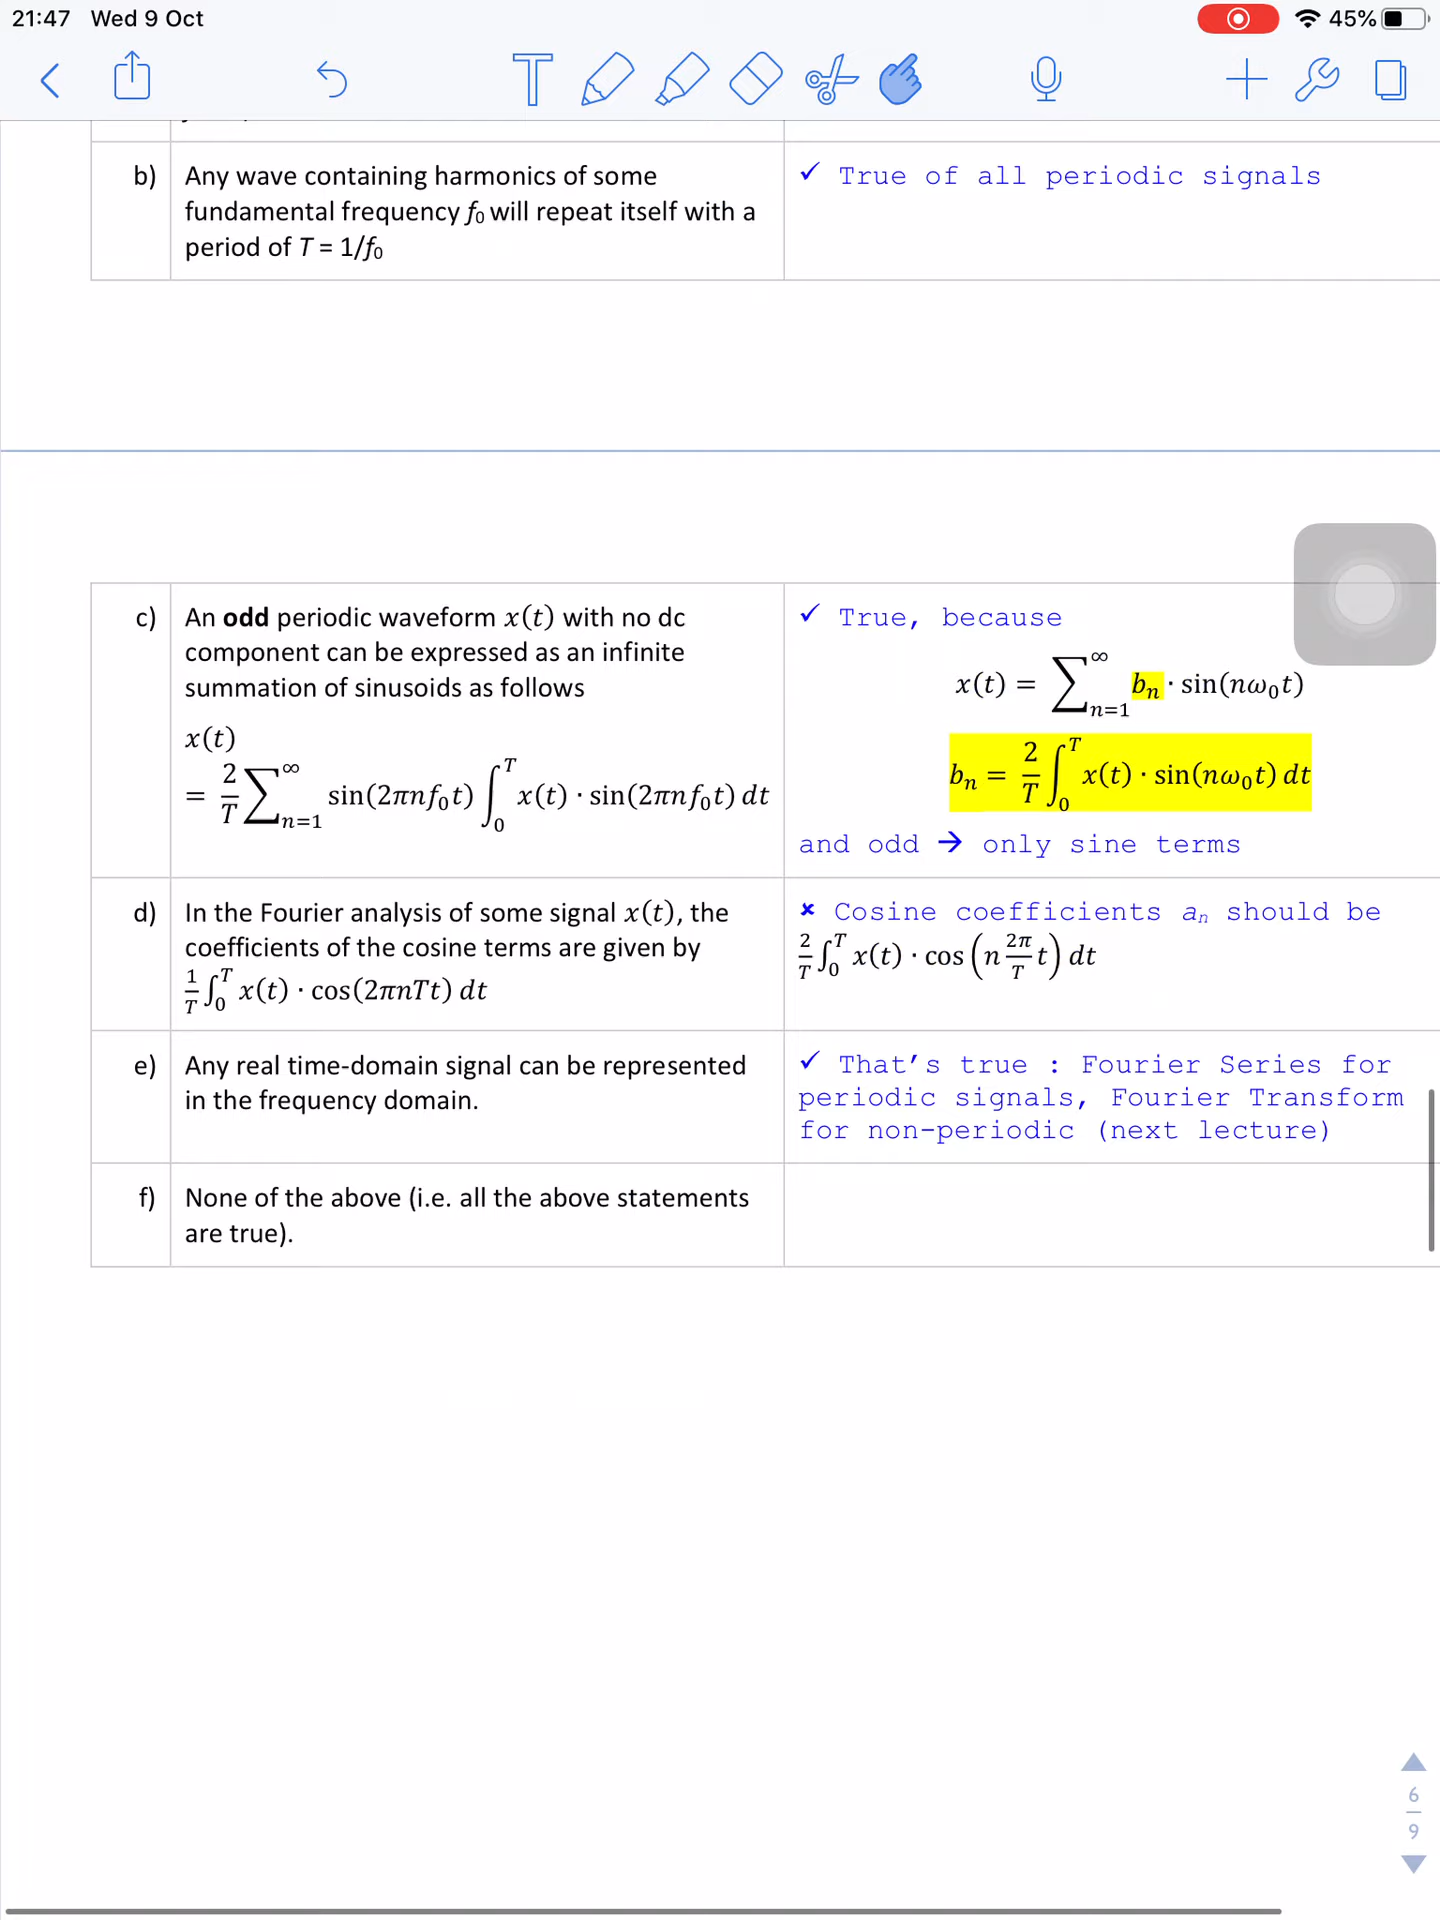 21:47 Wed 9 Oct
45%
b) Any wave containing harmonics of some
fundamental frequency f₀ will repeat itself with a
period of T = 1/f₀
✓ True of all periodic signals
c) An odd periodic waveform x(t) with no dc
component can be expressed as an infinite
summation of sinusoids as follows
x(t)
= 2/T ∑_{n=1}^{∞} sin(2πnf₀t) ∫₀ᵀ x(t) · sin(2πnf₀t) dt
✓ True, because
x(t) = ∑_{n=1}^{∞} bₙ · sin(nω₀t)
bₙ = 2/T ∫₀ᵀ x(t) · sin(nω₀t) dt
and odd → only sine terms
d) In the Fourier analysis of some signal x(t), the
coefficients of the cosine terms are given by
1/T ∫₀ᵀ x(t) · cos(2πnTt) dt
× Cosine coefficients aₙ should be
2/T ∫₀ᵀ x(t) · cos(n 2π/T t) dt
e) Any real time-domain signal can be represented
in the frequency domain.
✓ That’s true : Fourier Series for
periodic signals, Fourier Transform
for non-periodic (next lecture)
f) None of the above (i.e. all the above statements
are true).
6
9